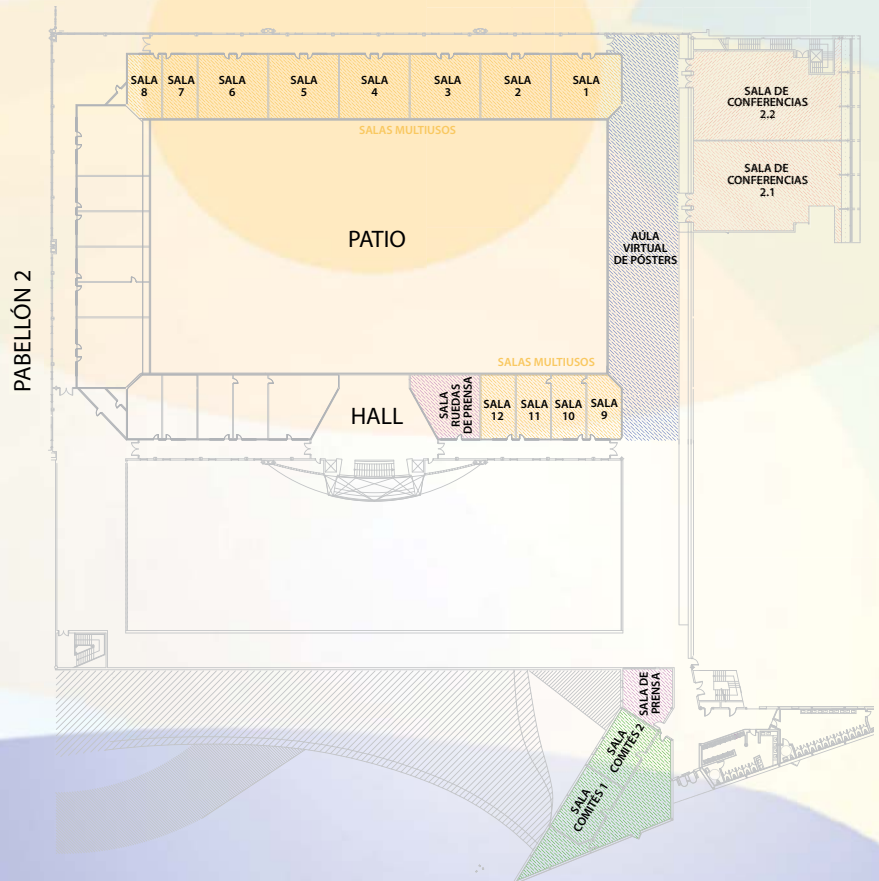 SALA
8
SALA
7
SALA
6
SALA
5
SALA
4
SALA
3
SALA
2
SALA
1
SALAS MULTIUSOS
SALA DE
CONFERENCIAS
2.2
SALA DE
CONFERENCIAS
2.1
PATIO
AÚLA
VIRTUAL
DE PÓSTERS
PABELLÓN 2
SALAS MULTIUSOS
HALL
SALA
RUEDAS
DE PRENSA
SALA
12
SALA
11
SALA
10
SALA
9
SALA DE
PRENSA
SALA
COMITÉS 2
SALA
COMITÉS 1